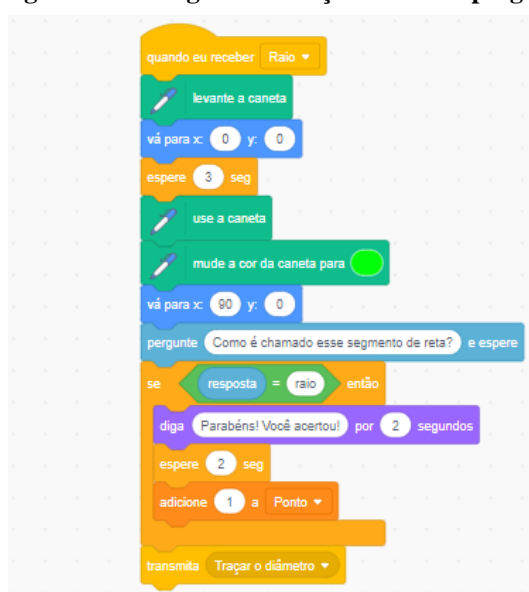 quando eu receber Raio
levante a caneta
vá para x: 0 y: 0
espere 3 seg
use a caneta
mude a cor da caneta para
vá para x: 90 y: 0
pergunte Como é chamado esse segmento de reta? e espere
se resposta = raio então
diga Parabéns! Você acertou! por 2 segundos
espere 2 seg
adicione 1 a Ponto
transmita Traçar o diâmetro